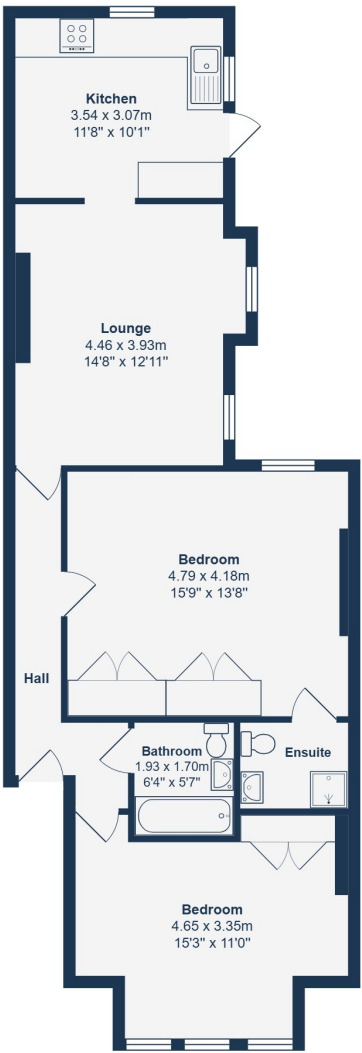 Kitchen
3.54 x 3.07m
11'8" x 10'1"
Lounge
4.46 x 3.93m
14'8" x 12'11"
Bedroom
4.79 x 4.18m
15'9" x 13'8"
Hall
Bathroom
1.93 x 1.70m
6'4" x 5'7"
Ensuite
Bedroom
4.65 x 3.35m
15'3" x 11'0"